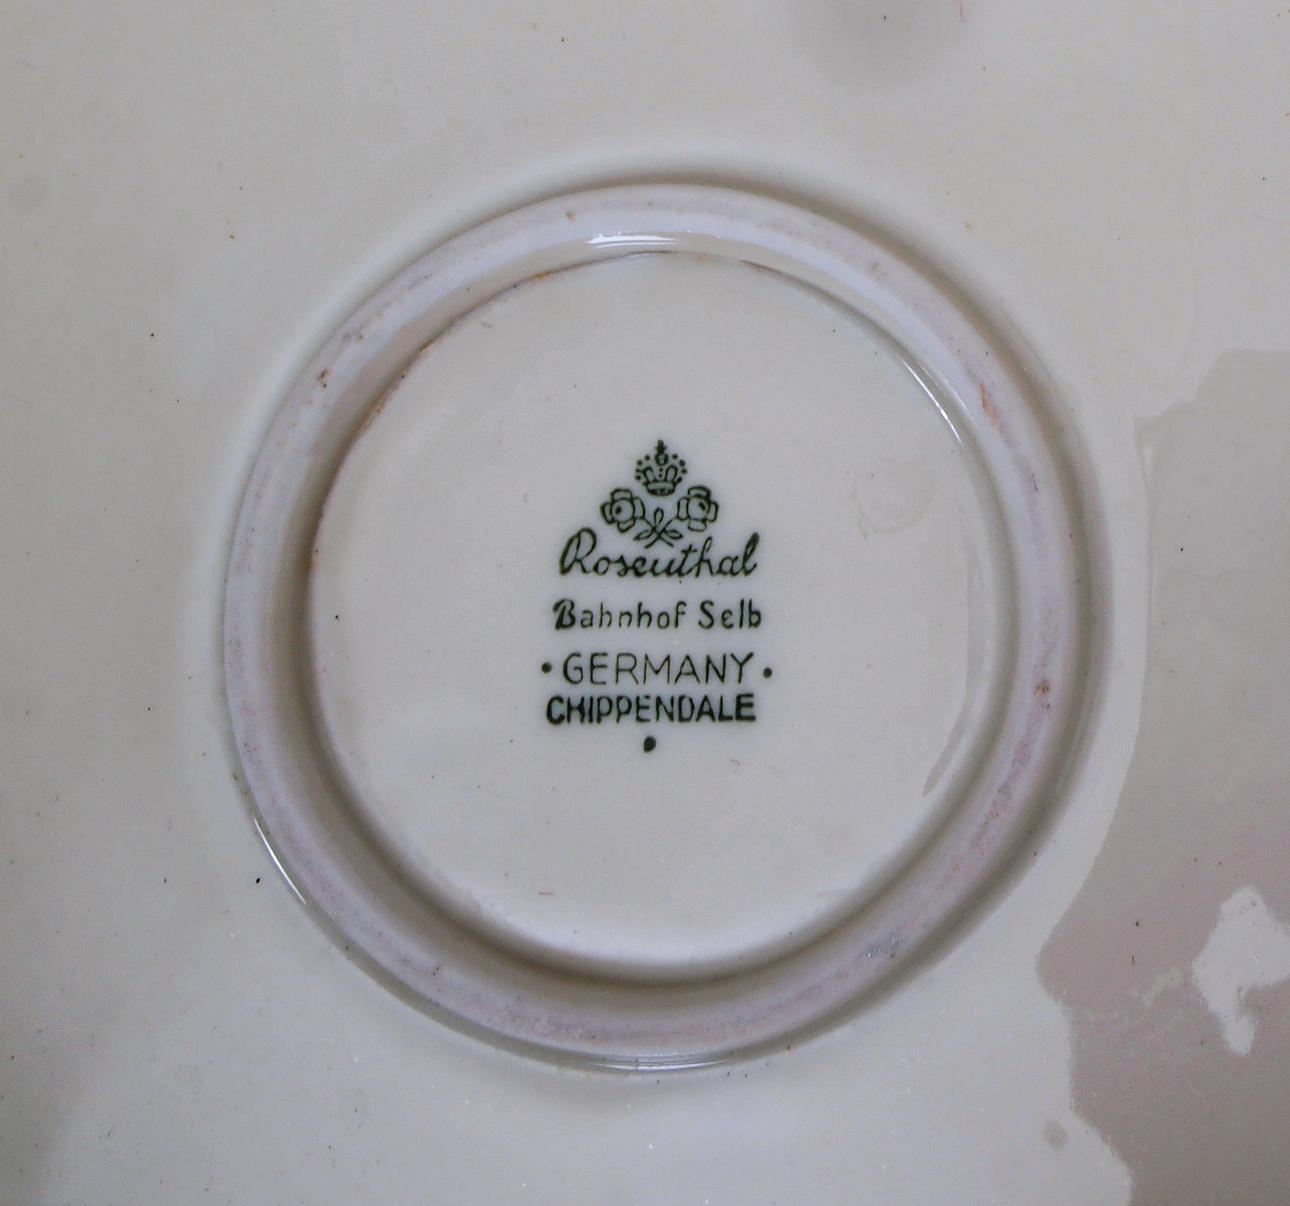 Rosenthal
Bahnhof Selb
• GERMANY •
CHIPPENDALE
•